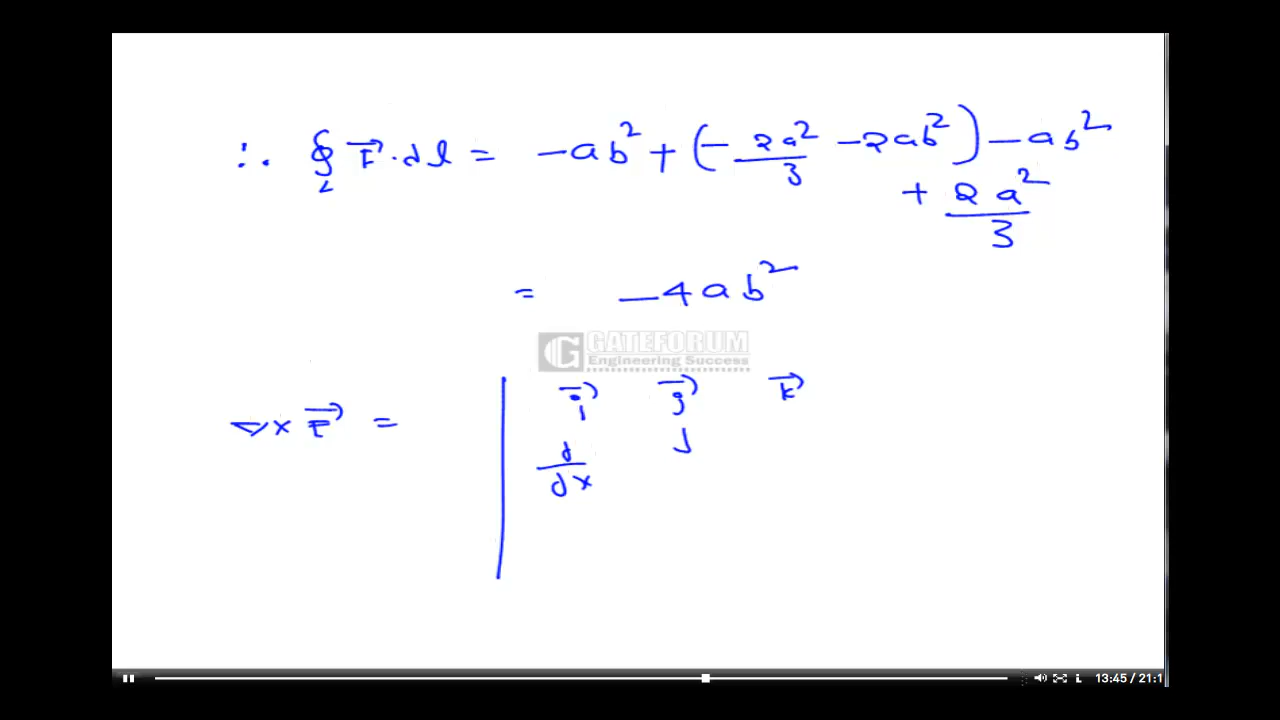 ∴ ∮_L F⃗ · dl = −ab² + (−2a²/3 − 2ab²) − ab²
+ 2a²/3
= −4ab²
GATEFORUM
Engineering Success
∇ × F⃗ = | i⃗ j⃗ k⃗
d/dx d
13:45 / 21:1